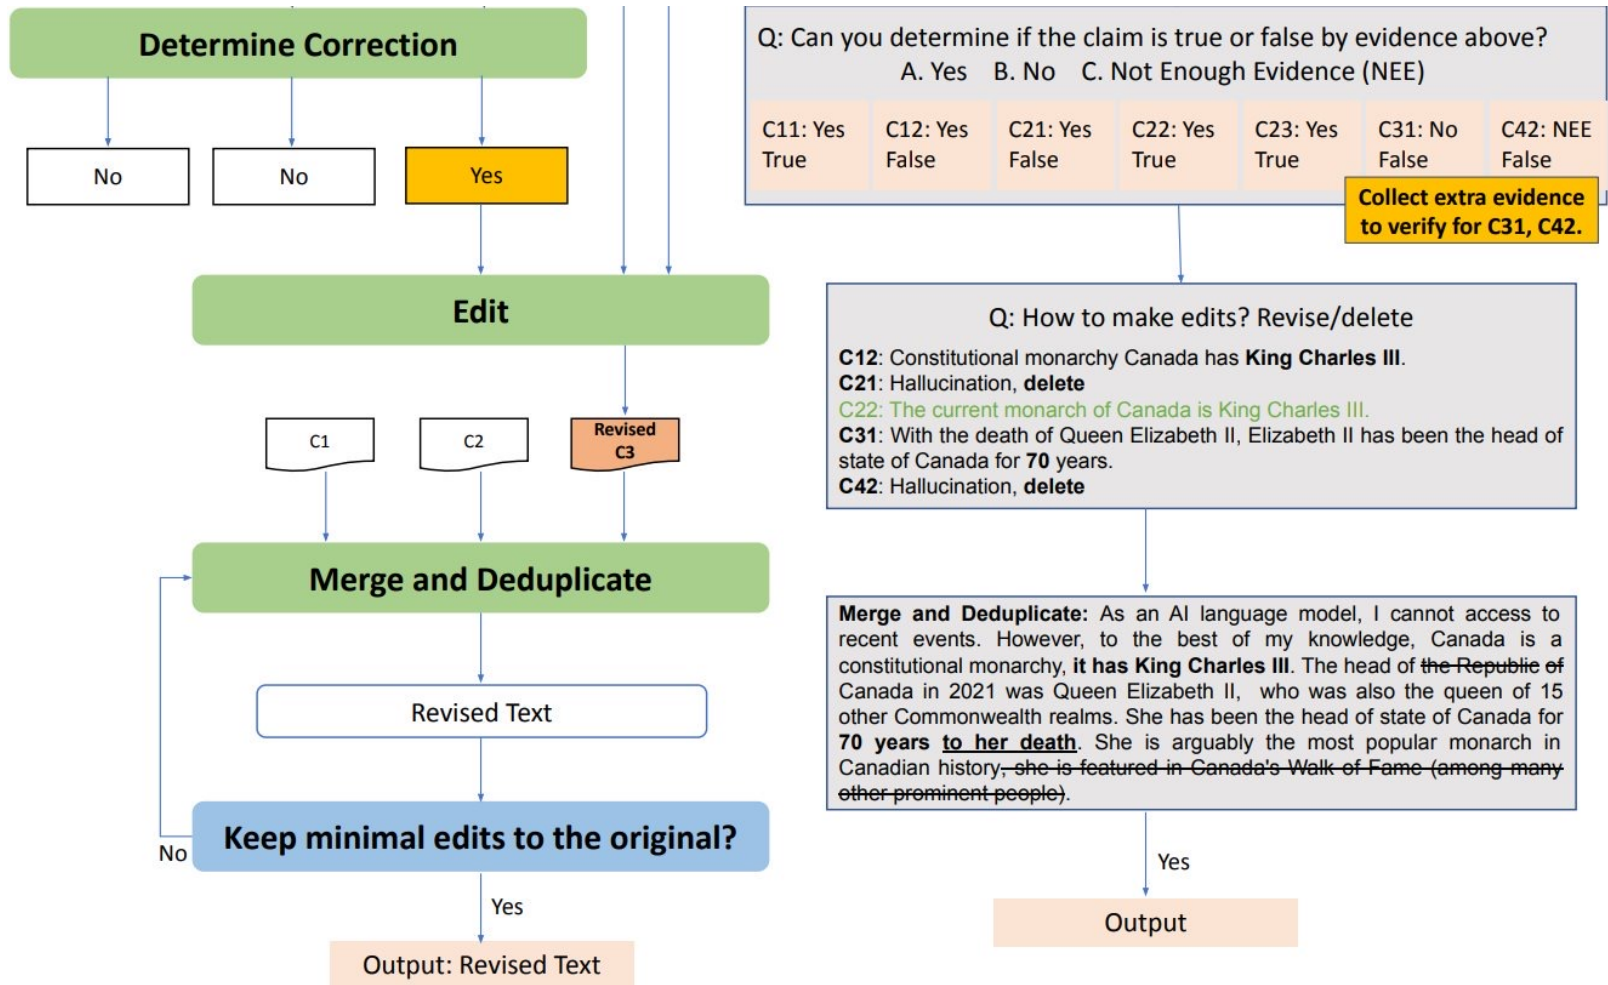 Determine Correction
No
No
Yes
Edit
C1
C2
Revised
C3
Merge and Deduplicate
Revised Text
Keep minimal edits to the original?
No
Yes
Output: Revised Text
Q: Can you determine if the claim is true or false by evidence above?
A. Yes B. No C. Not Enough Evidence (NEE)
C11: Yes
True
C12: Yes
False
C21: Yes
False
C22: Yes
True
C23: Yes
True
C31: No
False
C42: NEE
False
Collect extra evidence
to verify for C31, C42.
Q: How to make edits? Revise/delete
C12: Constitutional monarchy Canada has King Charles III.
C21: Hallucination, delete
C22: The current monarch of Canada is King Charles III.
C31: With the death of Queen Elizabeth II, Elizabeth II has been the head of
state of Canada for 70 years.
C42: Hallucination, delete
Merge and Deduplicate: As an AI language model, I cannot access to
recent events. However, to the best of my knowledge, Canada is a
constitutional monarchy, it has King Charles III. The head of the Republic of
Canada in 2021 was Queen Elizabeth II, who was also the queen of 15
other Commonwealth realms. She has been the head of state of Canada for
70 years to her death. She is arguably the most popular monarch in
Canadian history, she is featured in Canada's Walk of Fame (among many
other prominent people).
Yes
Output